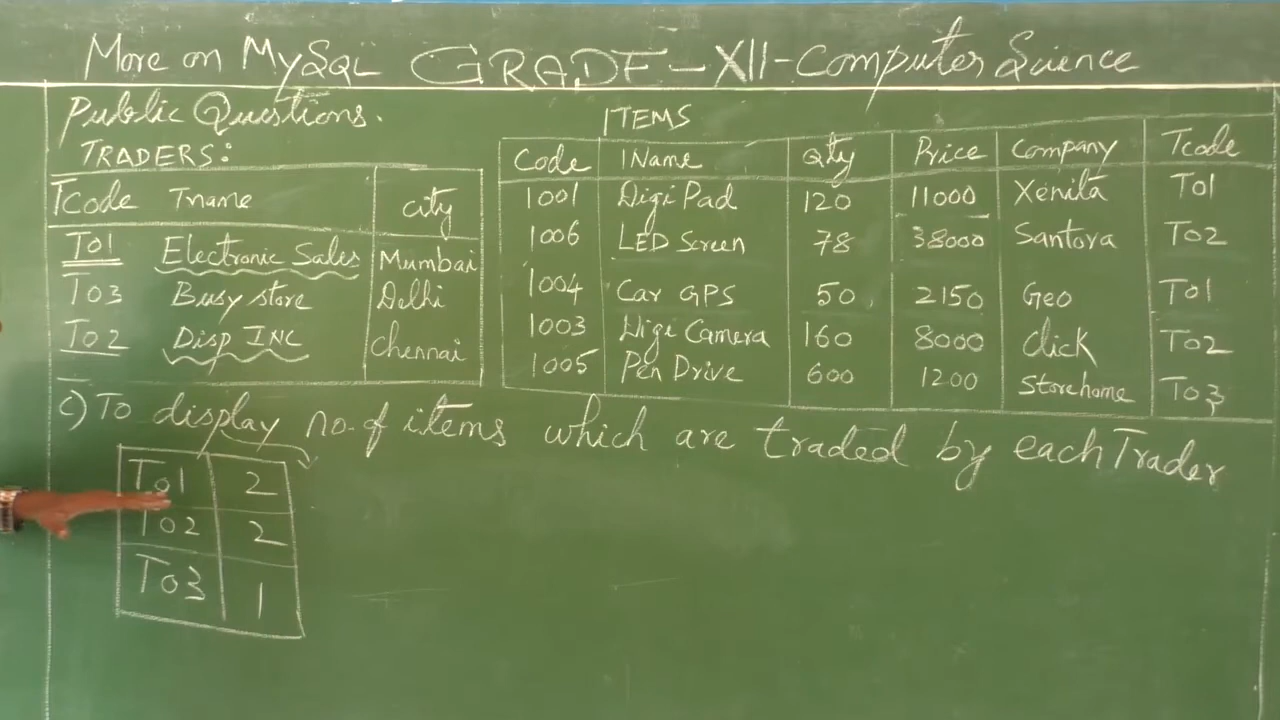 More on MySQL GRADE - XII - Computer Science
Public Questions.
TRADERS:
Tcode Tname city
T01 Electronic Sales Mumbai
T03 Busy store Delhi
T02 Disp INC Chennai
ITEMS
Code IName Qty Price Company Tcode
1001 Digi Pad 120 11000 Xenita T01
1006 LED Screen 78 38000 Santora T02
1004 Car GPS 50 2150 Geo T01
1003 Digi Camera 160 8000 Click T02
1005 Pen Drive 600 1200 Storehome T03
c) To display no. of items which are traded by each Trader
T01 2
T02 2
T03 1